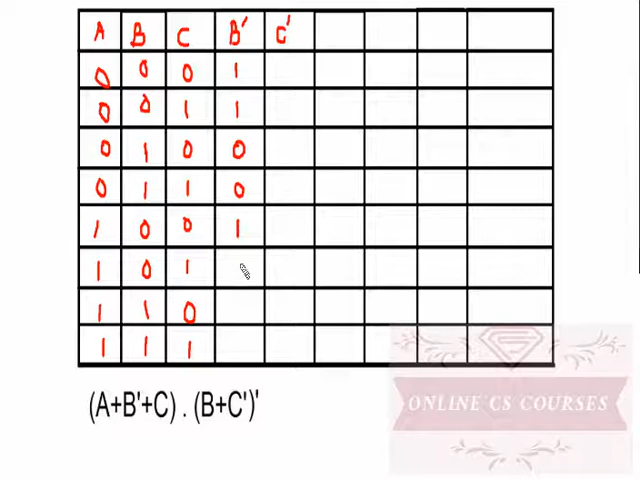 A B C B' C'
0 0 0 1
0 0 1 1
0 1 0 0
0 1 1 0
1 0 0 1
1 0 1
1 1 0
1 1 1
(A+B'+C) . (B+C')'
ONLINE CS COURSES